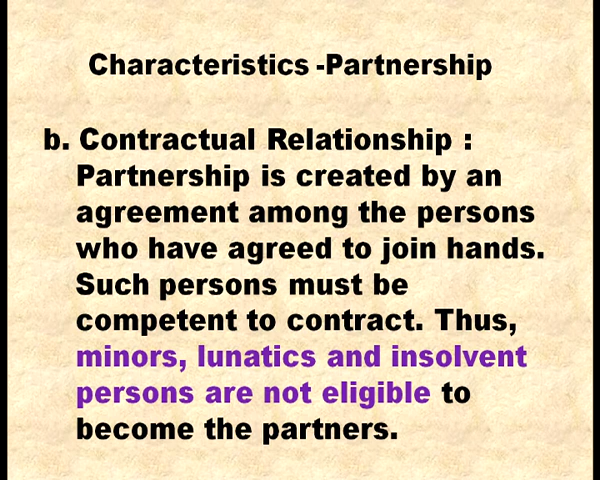 Characteristics -Partnership
b. Contractual Relationship :
Partnership is created by an
agreement among the persons
who have agreed to join hands.
Such persons must be
competent to contract. Thus,
minors, lunatics and insolvent
persons are not eligible to
become the partners.